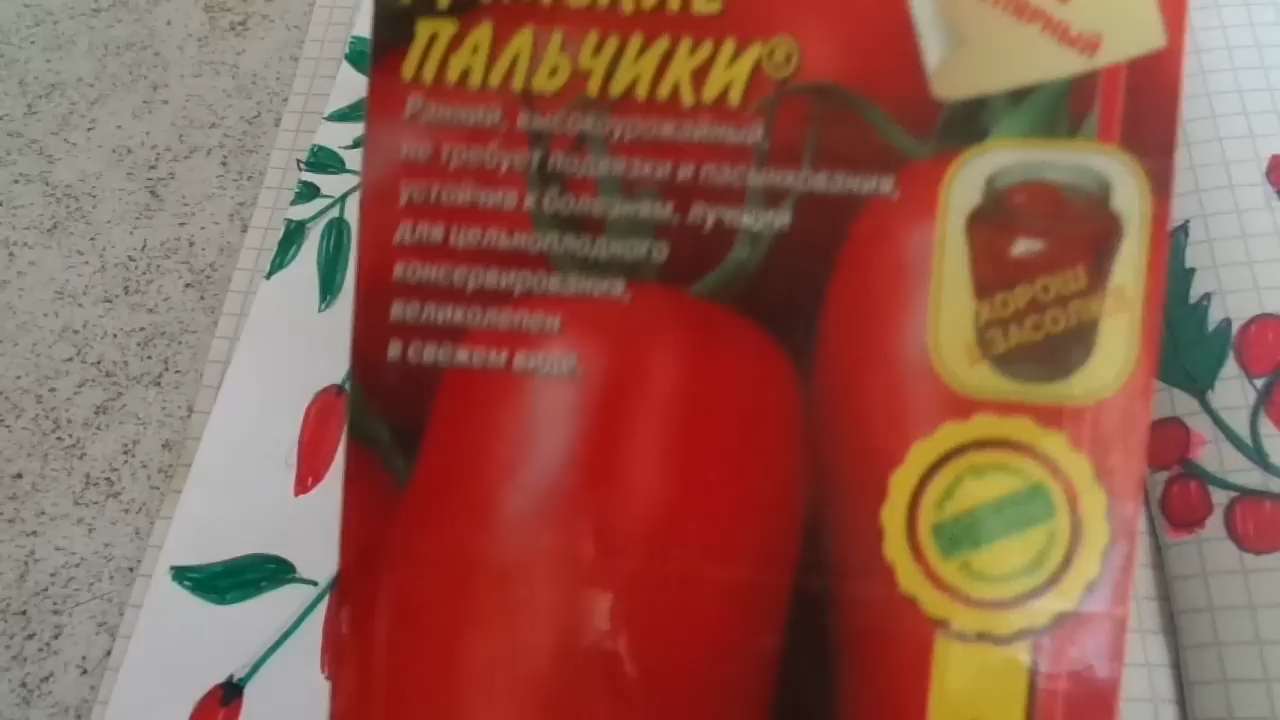 ПАЛЬЧИКИ®
Ранний, высокоурожайный,
не требует подвязки и пасынкования,
устойчив к болезням, лучший
для цельноплодного
консервирования,
великолепен
в свежем виде.
ХОРОШ
В ЗАСОЛКЕ